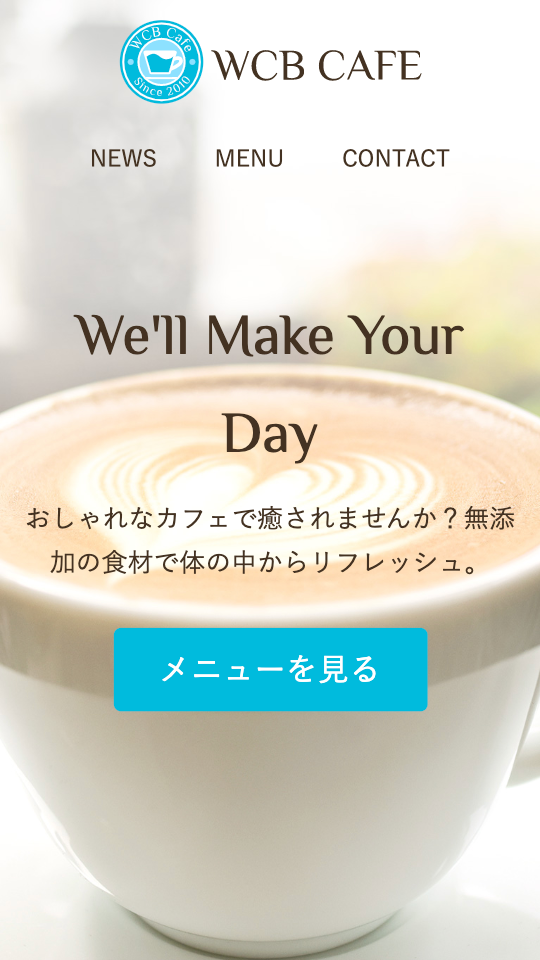 WCB Cafe
Since 2010
WCB CAFE
NEWS MENU CONTACT
We'll Make Your
Day
おしゃれなカフェで癒されませんか？無添
加の食材で体の中からリフレッシュ。
メニューを見る